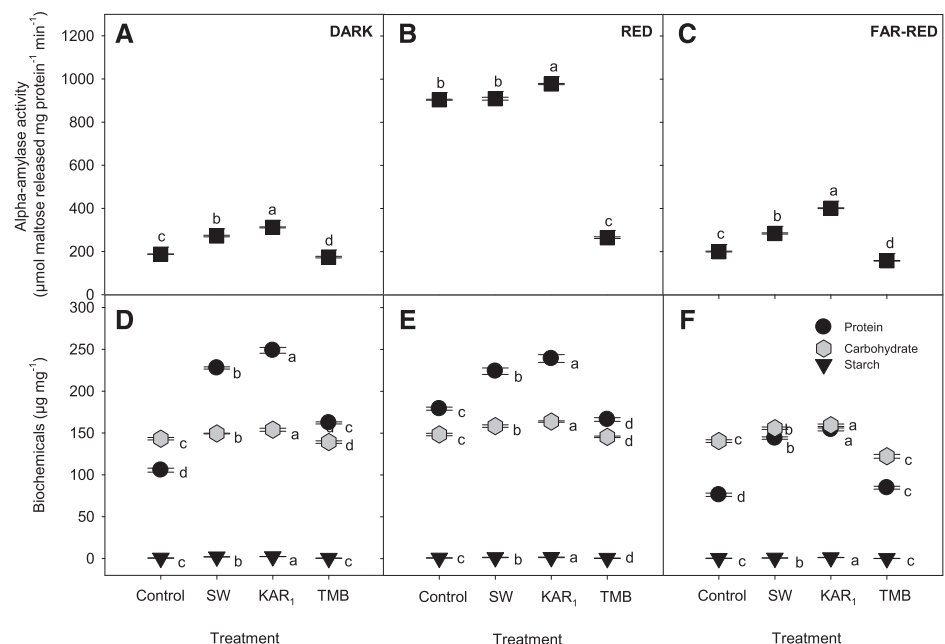 Alpha-amylase activity
(µmol maltose released mg protein⁻¹ min⁻¹)
1200
1000
800
600
400
200
0
A
DARK
c
b
a
d
B
RED
b
b
a
c
C
FAR-RED
c
b
a
d
Biochemicals (µg mg⁻¹)
300
250
200
150
100
50
0
D
a
b
c
a
c
b
a
d
d
c
b
a
c
E
a
b
c
d
c
b
a
d
c
b
a
d
F
Protein
Carbohydrate
Starch
c
b
a
b
a
c
d
c
c
b
a
c
Control SW KAR₁ TMB
Control SW KAR₁ TMB
Control SW KAR₁ TMB
Treatment
Treatment
Treatment